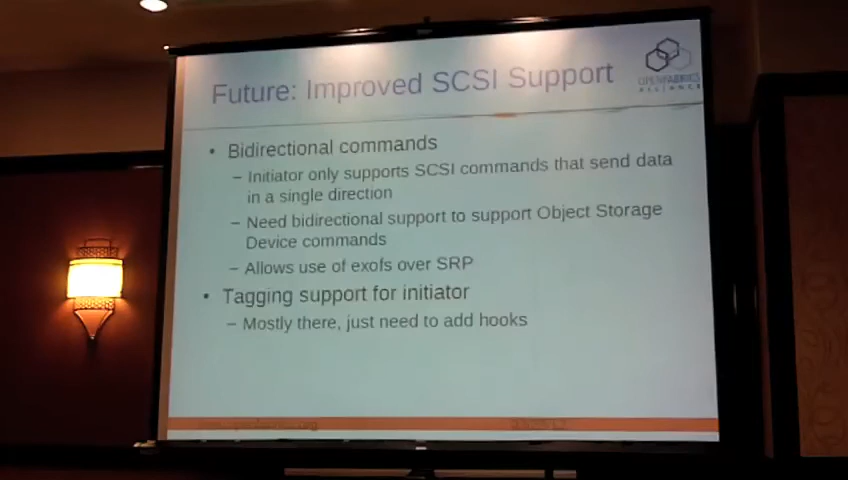 Future: Improved SCSI Support
OPENFABRICS
ALLIANCE
• Bidirectional commands
– Initiator only supports SCSI commands that send data
in a single direction
– Need bidirectional support to support Object Storage
Device commands
– Allows use of exofs over SRP
• Tagging support for initiator
– Mostly there, just need to add hooks